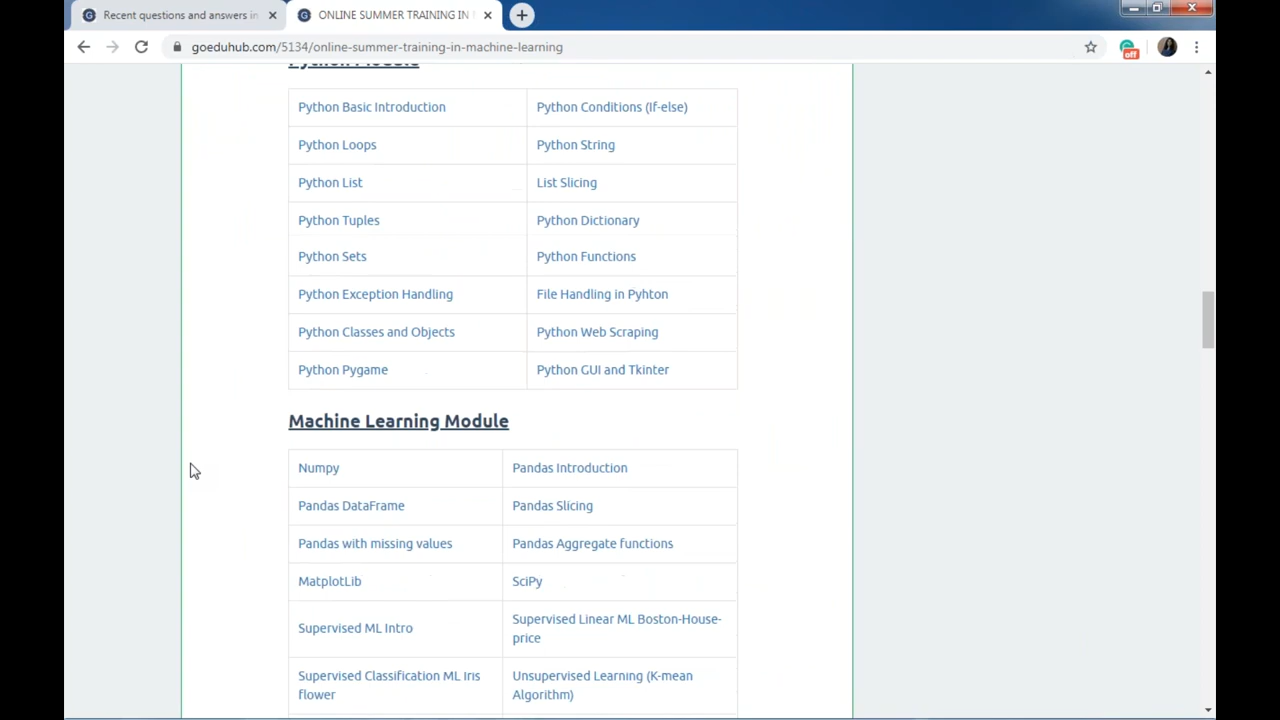 Recent questions and answers in
ONLINE SUMMER TRAINING IN
goeduhub.com/5134/online-summer-training-in-machine-learning
off
Python Module
Python Basic Introduction
Python Conditions (If-else)
Python Loops
Python String
Python List
List Slicing
Python Tuples
Python Dictionary
Python Sets
Python Functions
Python Exception Handling
File Handling in Pyhton
Python Classes and Objects
Python Web Scraping
Python Pygame
Python GUI and Tkinter
Machine Learning Module
Numpy
Pandas Introduction
Pandas DataFrame
Pandas Slicing
Pandas with missing values
Pandas Aggregate functions
MatplotLib
SciPy
Supervised ML Intro
Supervised Linear ML Boston-House-
price
Supervised Classification ML Iris
flower
Unsupervised Learning (K-mean
Algorithm)